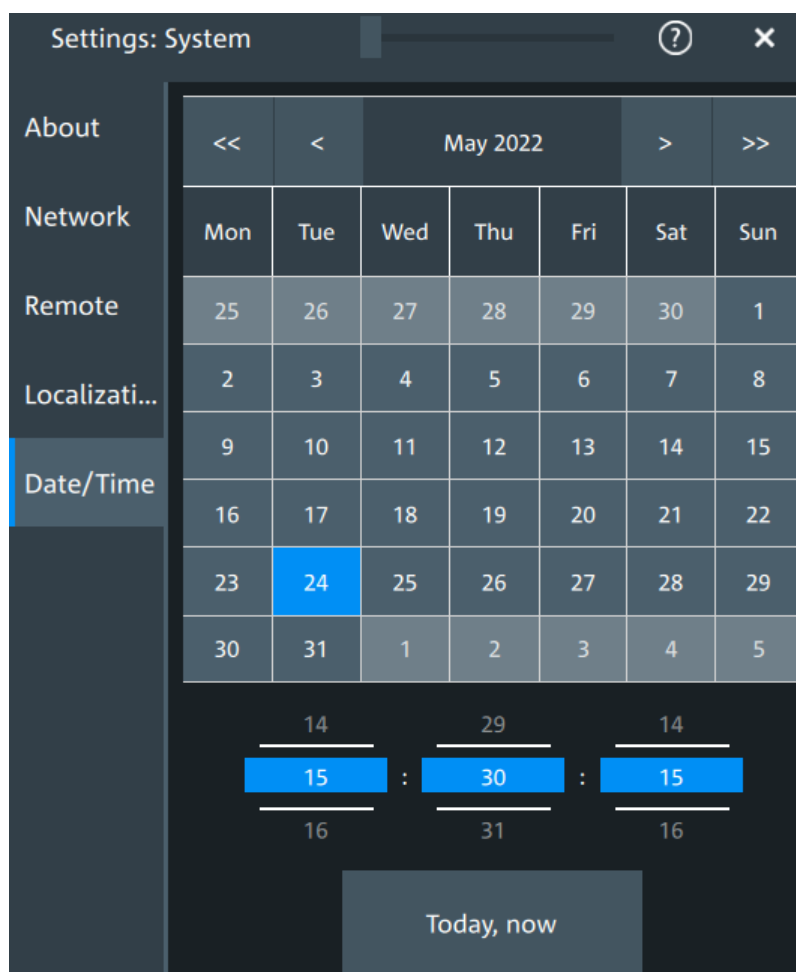 Settings: System ? ×
About
Network
Remote
Localizati...
Date/Time
<< < May 2022 > >>
Mon Tue Wed Thu Fri Sat Sun
25 26 27 28 29 30 1
2 3 4 5 6 7 8
9 10 11 12 13 14 15
16 17 18 19 20 21 22
23 24 25 26 27 28 29
30 31 1 2 3 4 5
14 29 14
15 : 30 : 15
16 31 16
Today, now